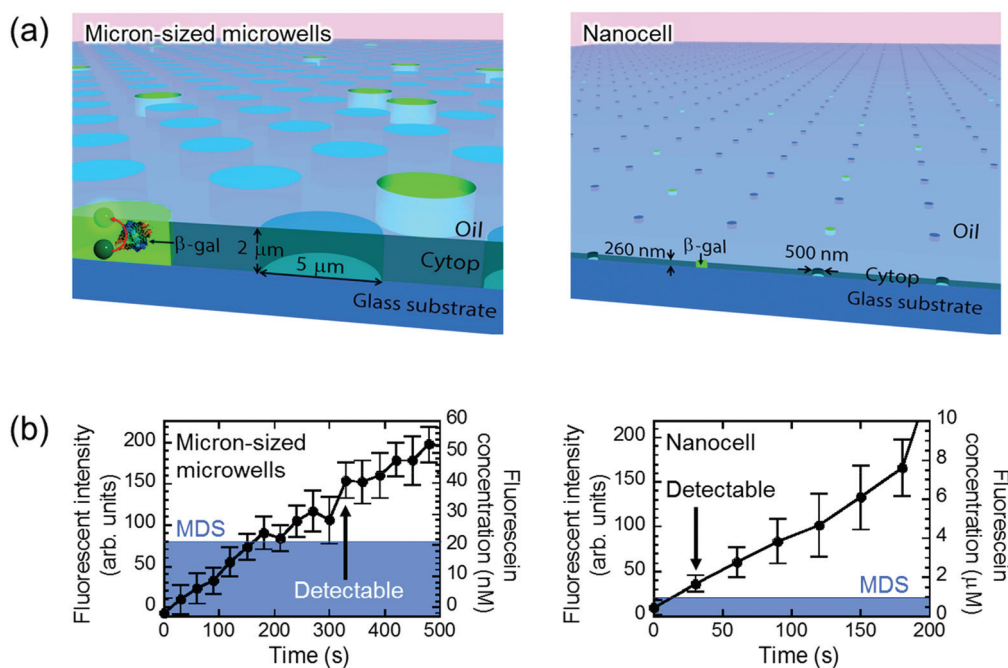 (a)
Micron-sized microwells
Oil
β-gal
2 μm
5 μm
Cytop
Glass substrate
Nanocell
Oil
260 nm
β-gal
500 nm
Cytop
Glass substrate
(b)
Fluorescent intensity
(arb. units)
200
150
100
50
0
Micron-sized
microwells
MDS
Detectable
0 100 200 300 400 500
Time (s)
60
50
40
30
20
10
0
Fluorescein
concentration (nM)
Fluorescent intensity
(arb. units)
200
150
100
50
0
Nanocell
Detectable
MDS
0 50 100 150 200
Time (s)
10
8
6
4
2
0
Fluorescein
concentration (μM)